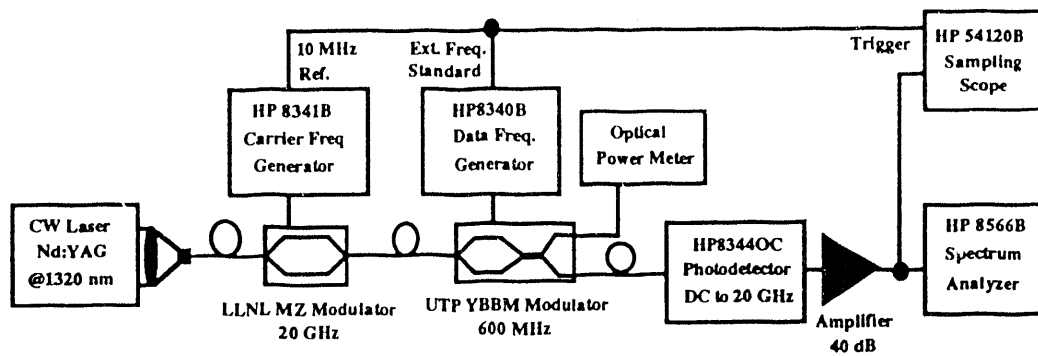 10 MHz
Ref.
Ext. Freq.
Standard
Trigger
HP 54120B
Sampling
Scope
HP 8341B
Carrier Freq
Generator
HP8340B
Data Freq.
Generator
Optical
Power Meter
CW Laser
Nd:YAG
@1320 nm
LLNL MZ Modulator
20 GHz
UTP YBBM Modulator
600 MHz
HP8344OC
Photodetector
DC to 20 GHz
Amplifier
40 dB
HP 8566B
Spectrum
Analyzer